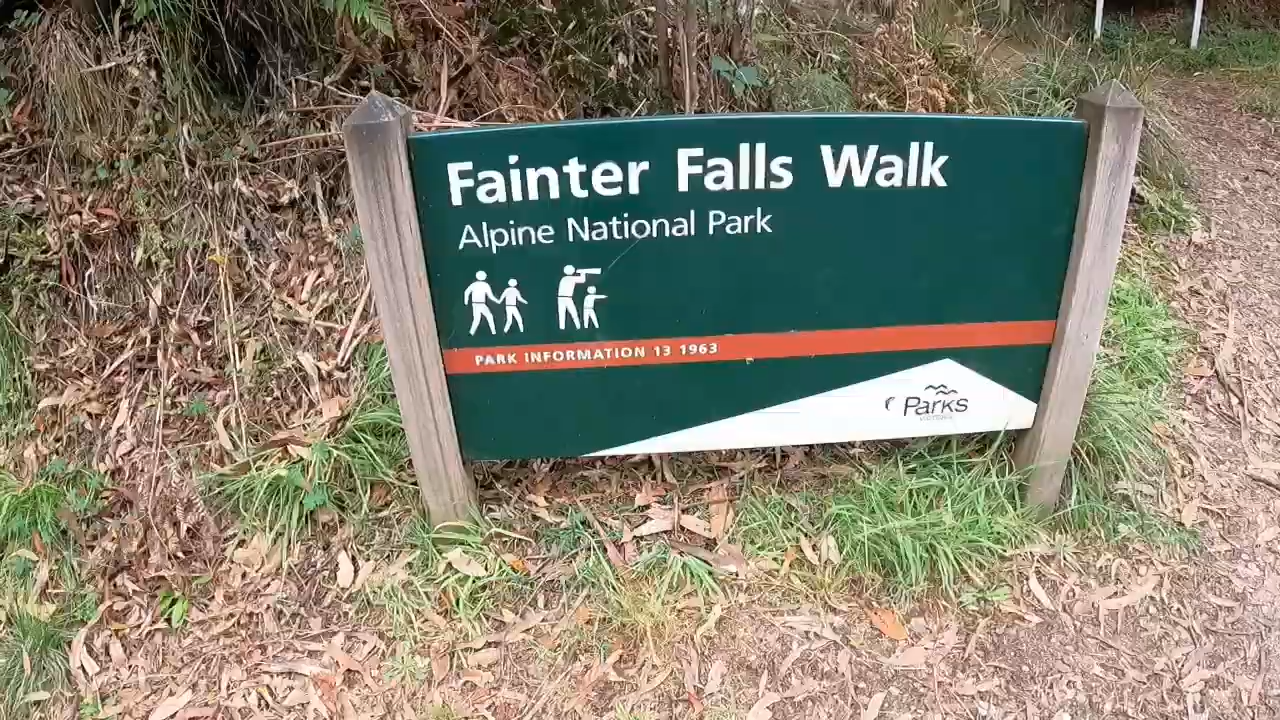 Fainter Falls Walk
Alpine National Park
PARK INFORMATION 13 1963
Parks